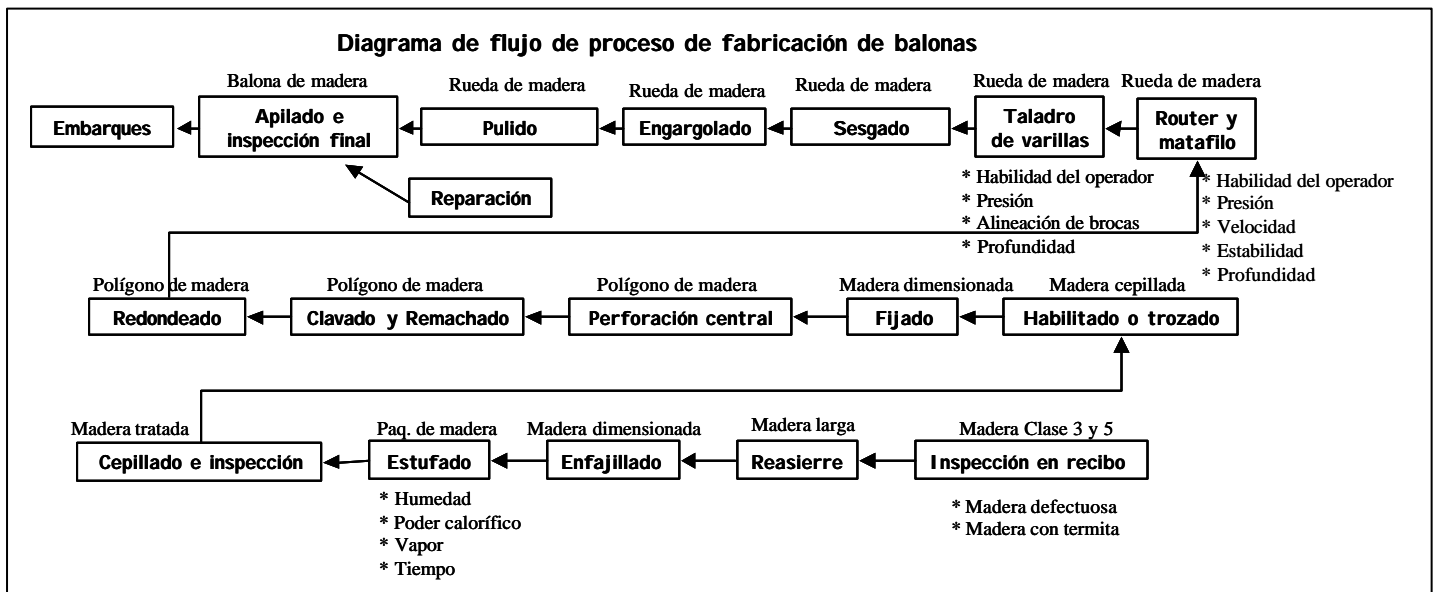 Diagrama de flujo de proceso de fabricación de balonas
Balona de madera
Rueda de madera
Rueda de madera
Rueda de madera
Rueda de madera
Rueda de madera
Embarques
Apilado e
inspección final
Pulido
Engargolado
Sesgado
Taladro
de varillas
Router y
matafilo
Reparación
* Habilidad del operador
* Presión
* Alineación de brocas
* Profundidad
* Habilidad del operador
* Presión
* Velocidad
* Estabilidad
* Profundidad
Polígono de madera
Polígono de madera
Polígono de madera
Madera dimensionada
Madera cepillada
Redondeado
Clavado y Remachado
Perforación central
Fijado
Habilitado o trozado
Madera tratada
Paq. de madera
Madera dimensionada
Madera larga
Madera Clase 3 y 5
Cepillado e inspección
Estufado
Enfajillado
Reasierre
Inspección en recibo
* Humedad
* Poder calorífico
* Vapor
* Tiempo
* Madera defectuosa
* Madera con termita